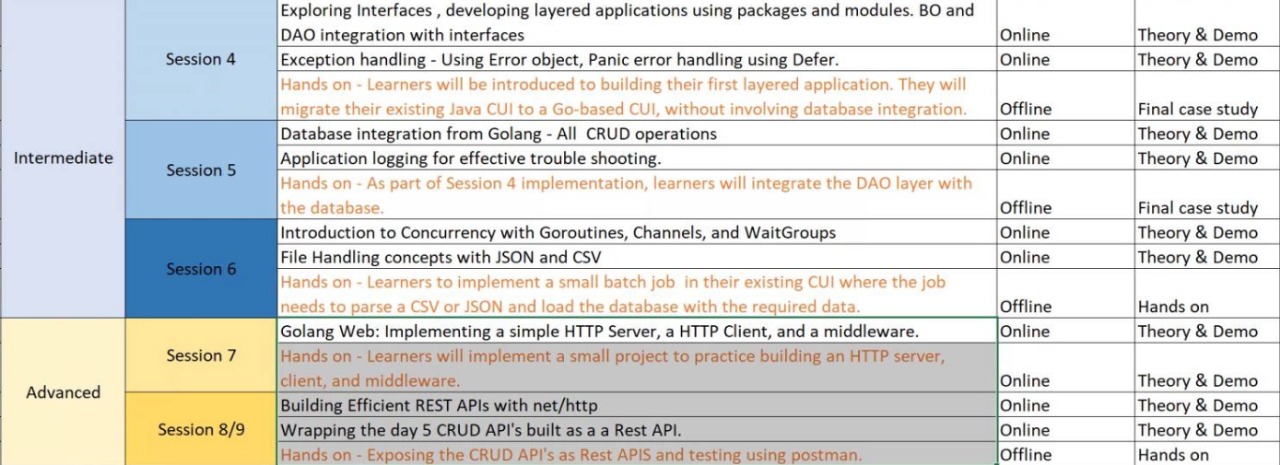 Exploring Interfaces , developing layered applications using packages and modules. BO and
DAO integration with interfaces
Online
Theory & Demo
Session 4
Exception handling - Using Error object, Panic error handling using Defer.
Online
Theory & Demo
Hands on - Learners will be introduced to building their first layered application. They will
migrate their existing Java CUI to a Go-based CUI, without involving database integration.
Offline
Final case study
Intermediate
Database integration from Golang - All  CRUD operations
Online
Theory & Demo
Session 5
Application logging for effective trouble shooting.
Online
Theory & Demo
Hands on - As part of Session 4 implementation, learners will integrate the DAO layer with
the database.
Offline
Final case study
Introduction to Concurrency with Goroutines, Channels, and WaitGroups
Online
Theory & Demo
Session 6
File Handling concepts with JSON and CSV
Online
Theory & Demo
Hands on - Learners to implement a small batch job  in their existing CUI where the job
needs to parse a CSV or JSON and load the database with the required data.
Offline
Hands on
Advanced
Session 7
Golang Web: Implementing a simple HTTP Server, a HTTP Client, and a middleware.
Online
Theory & Demo
Hands on - Learners will implement a small project to practice building an HTTP server,
client, and middleware.
Online
Theory & Demo
Session 8/9
Building Efficient REST APIs with net/http
Online
Theory & Demo
Wrapping the day 5 CRUD API's built as a a Rest API.
Online
Theory & Demo
Hands on - Exposing the CRUD API's as Rest APIS and testing using postman.
Offline
Hands on